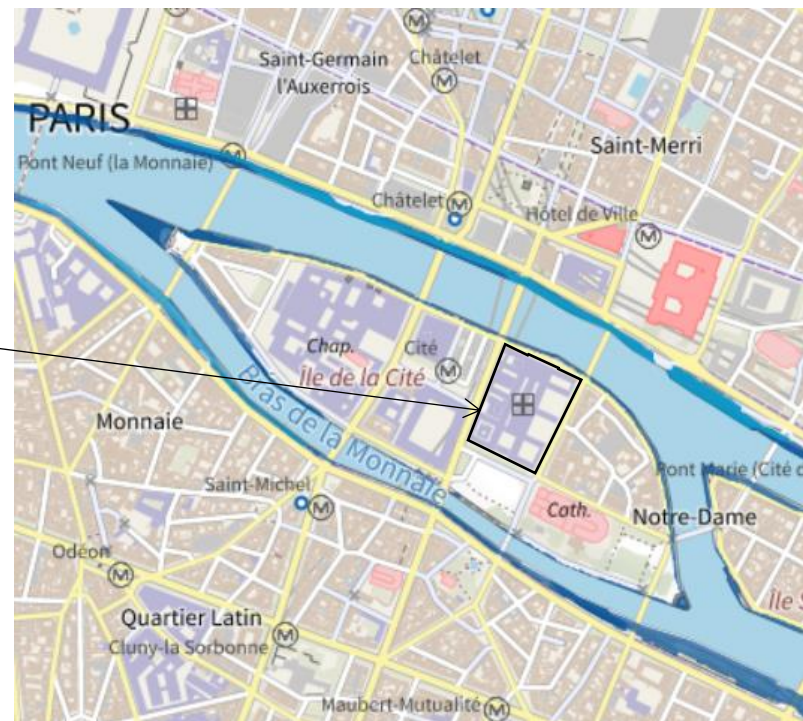 Saint-Germain
l'Auxerrois
Châtelet
PARIS
Pont Neuf (la Monnaie)
Saint-Merri
Châtelet
Hôtel de Ville
Chap.
Cité
Île de la Cité
Bras de la Monnaie
Monnaie
Pont Marie (Cité d
Saint-Michel
Cath.
Notre-Dame
Odéon
Île S
Quartier Latin
Cluny-la Sorbonne
Maubert-Mutualité